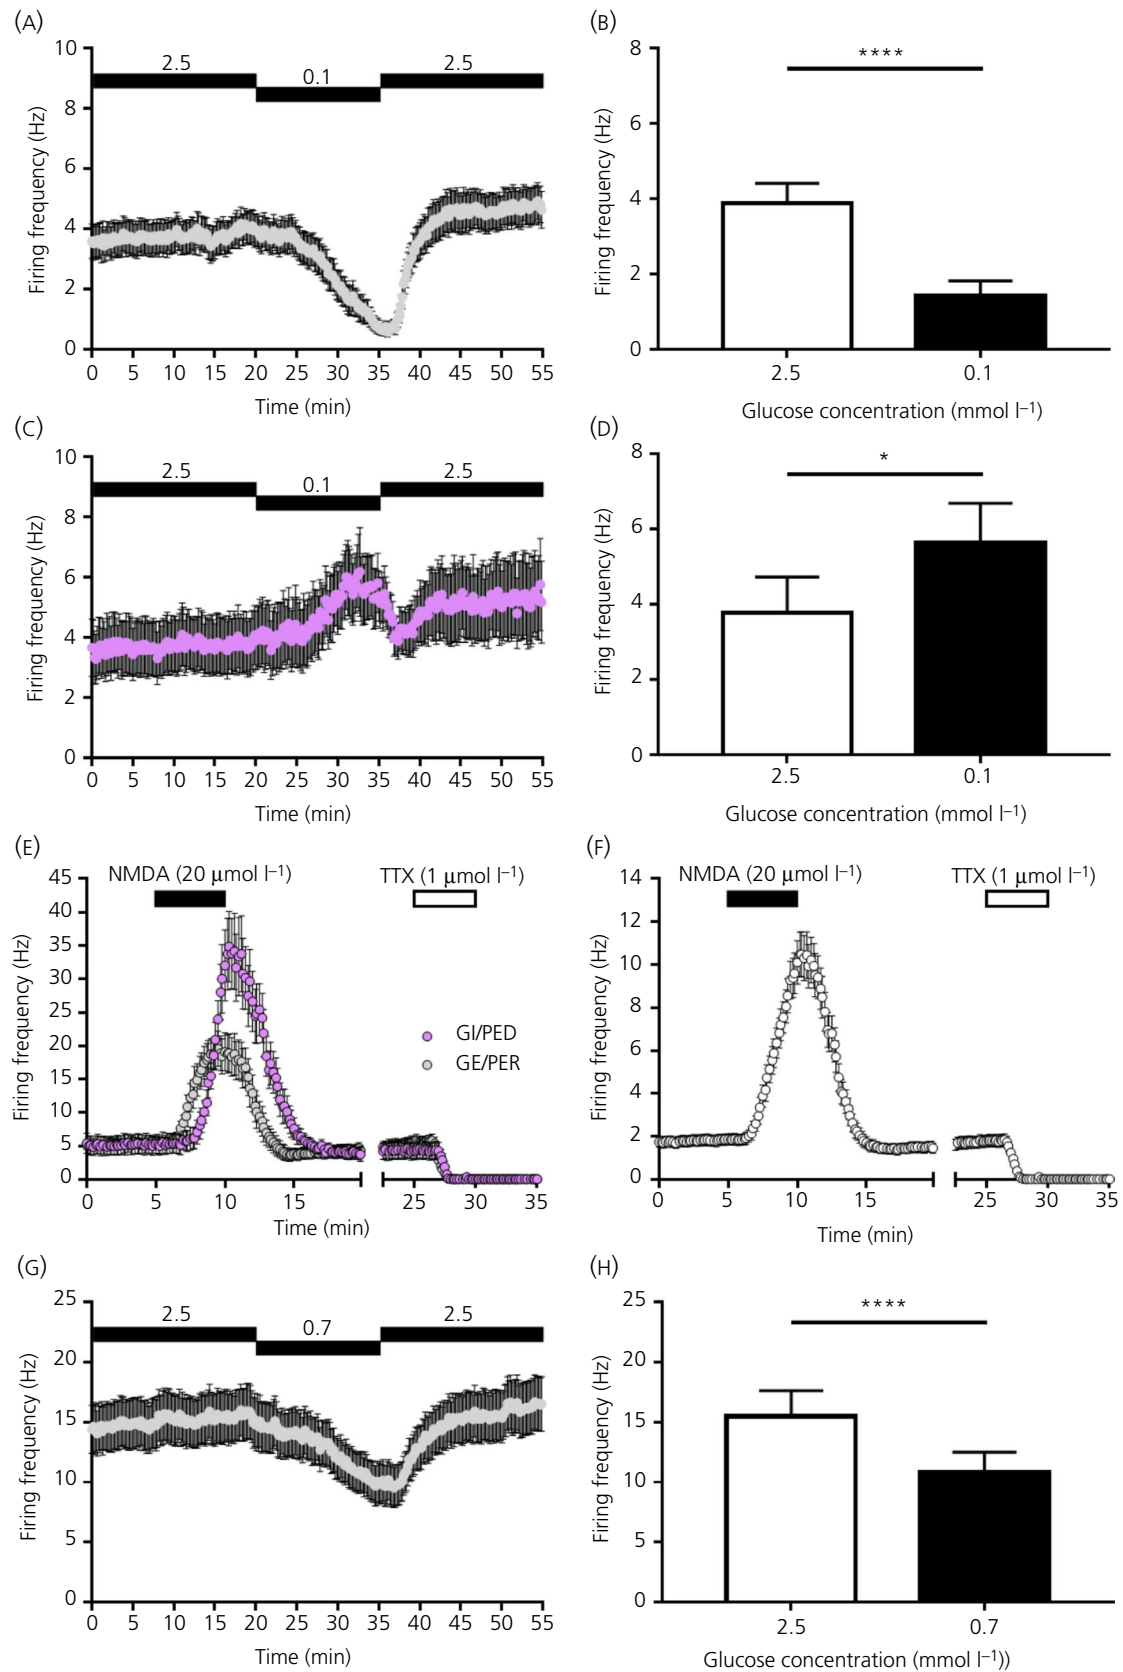 (A)
10
8
6
4
2
0
Firing frequency (Hz)
2.5
0.1
2.5
0 5 10 15 20 25 30 35 40 45 50 55
Time (min)
(B)
8
6
4
2
0
Firing frequency (Hz)
****
2.5 0.1
Glucose concentration (mmol l–1)
(C)
10
8
6
4
2
0
Firing frequency (Hz)
2.5
0.1
2.5
0 5 10 15 20 25 30 35 40 45 50 55
Time (min)
(D)
8
6
4
2
0
Firing frequency (Hz)
*
2.5 0.1
Glucose concentration (mmol l–1)
(E)
45
40
35
30
25
20
15
10
5
0
Firing frequency (Hz)
NMDA (20 μmol l–1)
TTX (1 μmol l–1)
GI/PED
GE/PER
0 5 10 15 25 30 35
Time (min)
(F)
14
12
10
8
6
4
2
0
Firing frequency (Hz)
NMDA (20 μmol l–1)
TTX (1 μmol l–1)
0 5 10 15 25 30 35
Time (min)
(G)
25
20
15
10
5
0
Firing frequency (Hz)
2.5
0.7
2.5
0 5 10 15 20 25 30 35 40 45 50 55
Time (min)
(H)
25
20
15
10
5
0
Firing frequency (Hz)
****
2.5 0.7
Glucose concentration (mmol l–1))